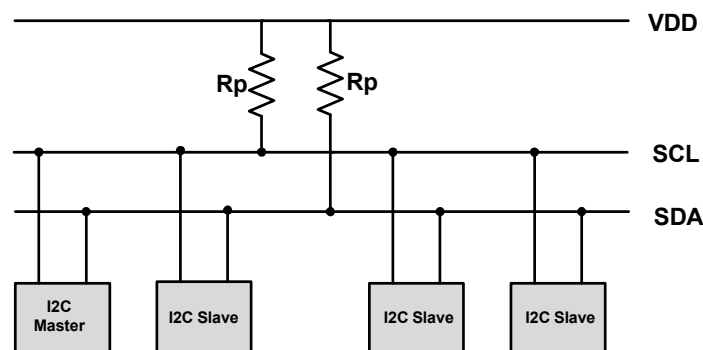 VDD
Rp
Rp
SCL
SDA
I2C
Master
I2C Slave
I2C Slave
I2C Slave